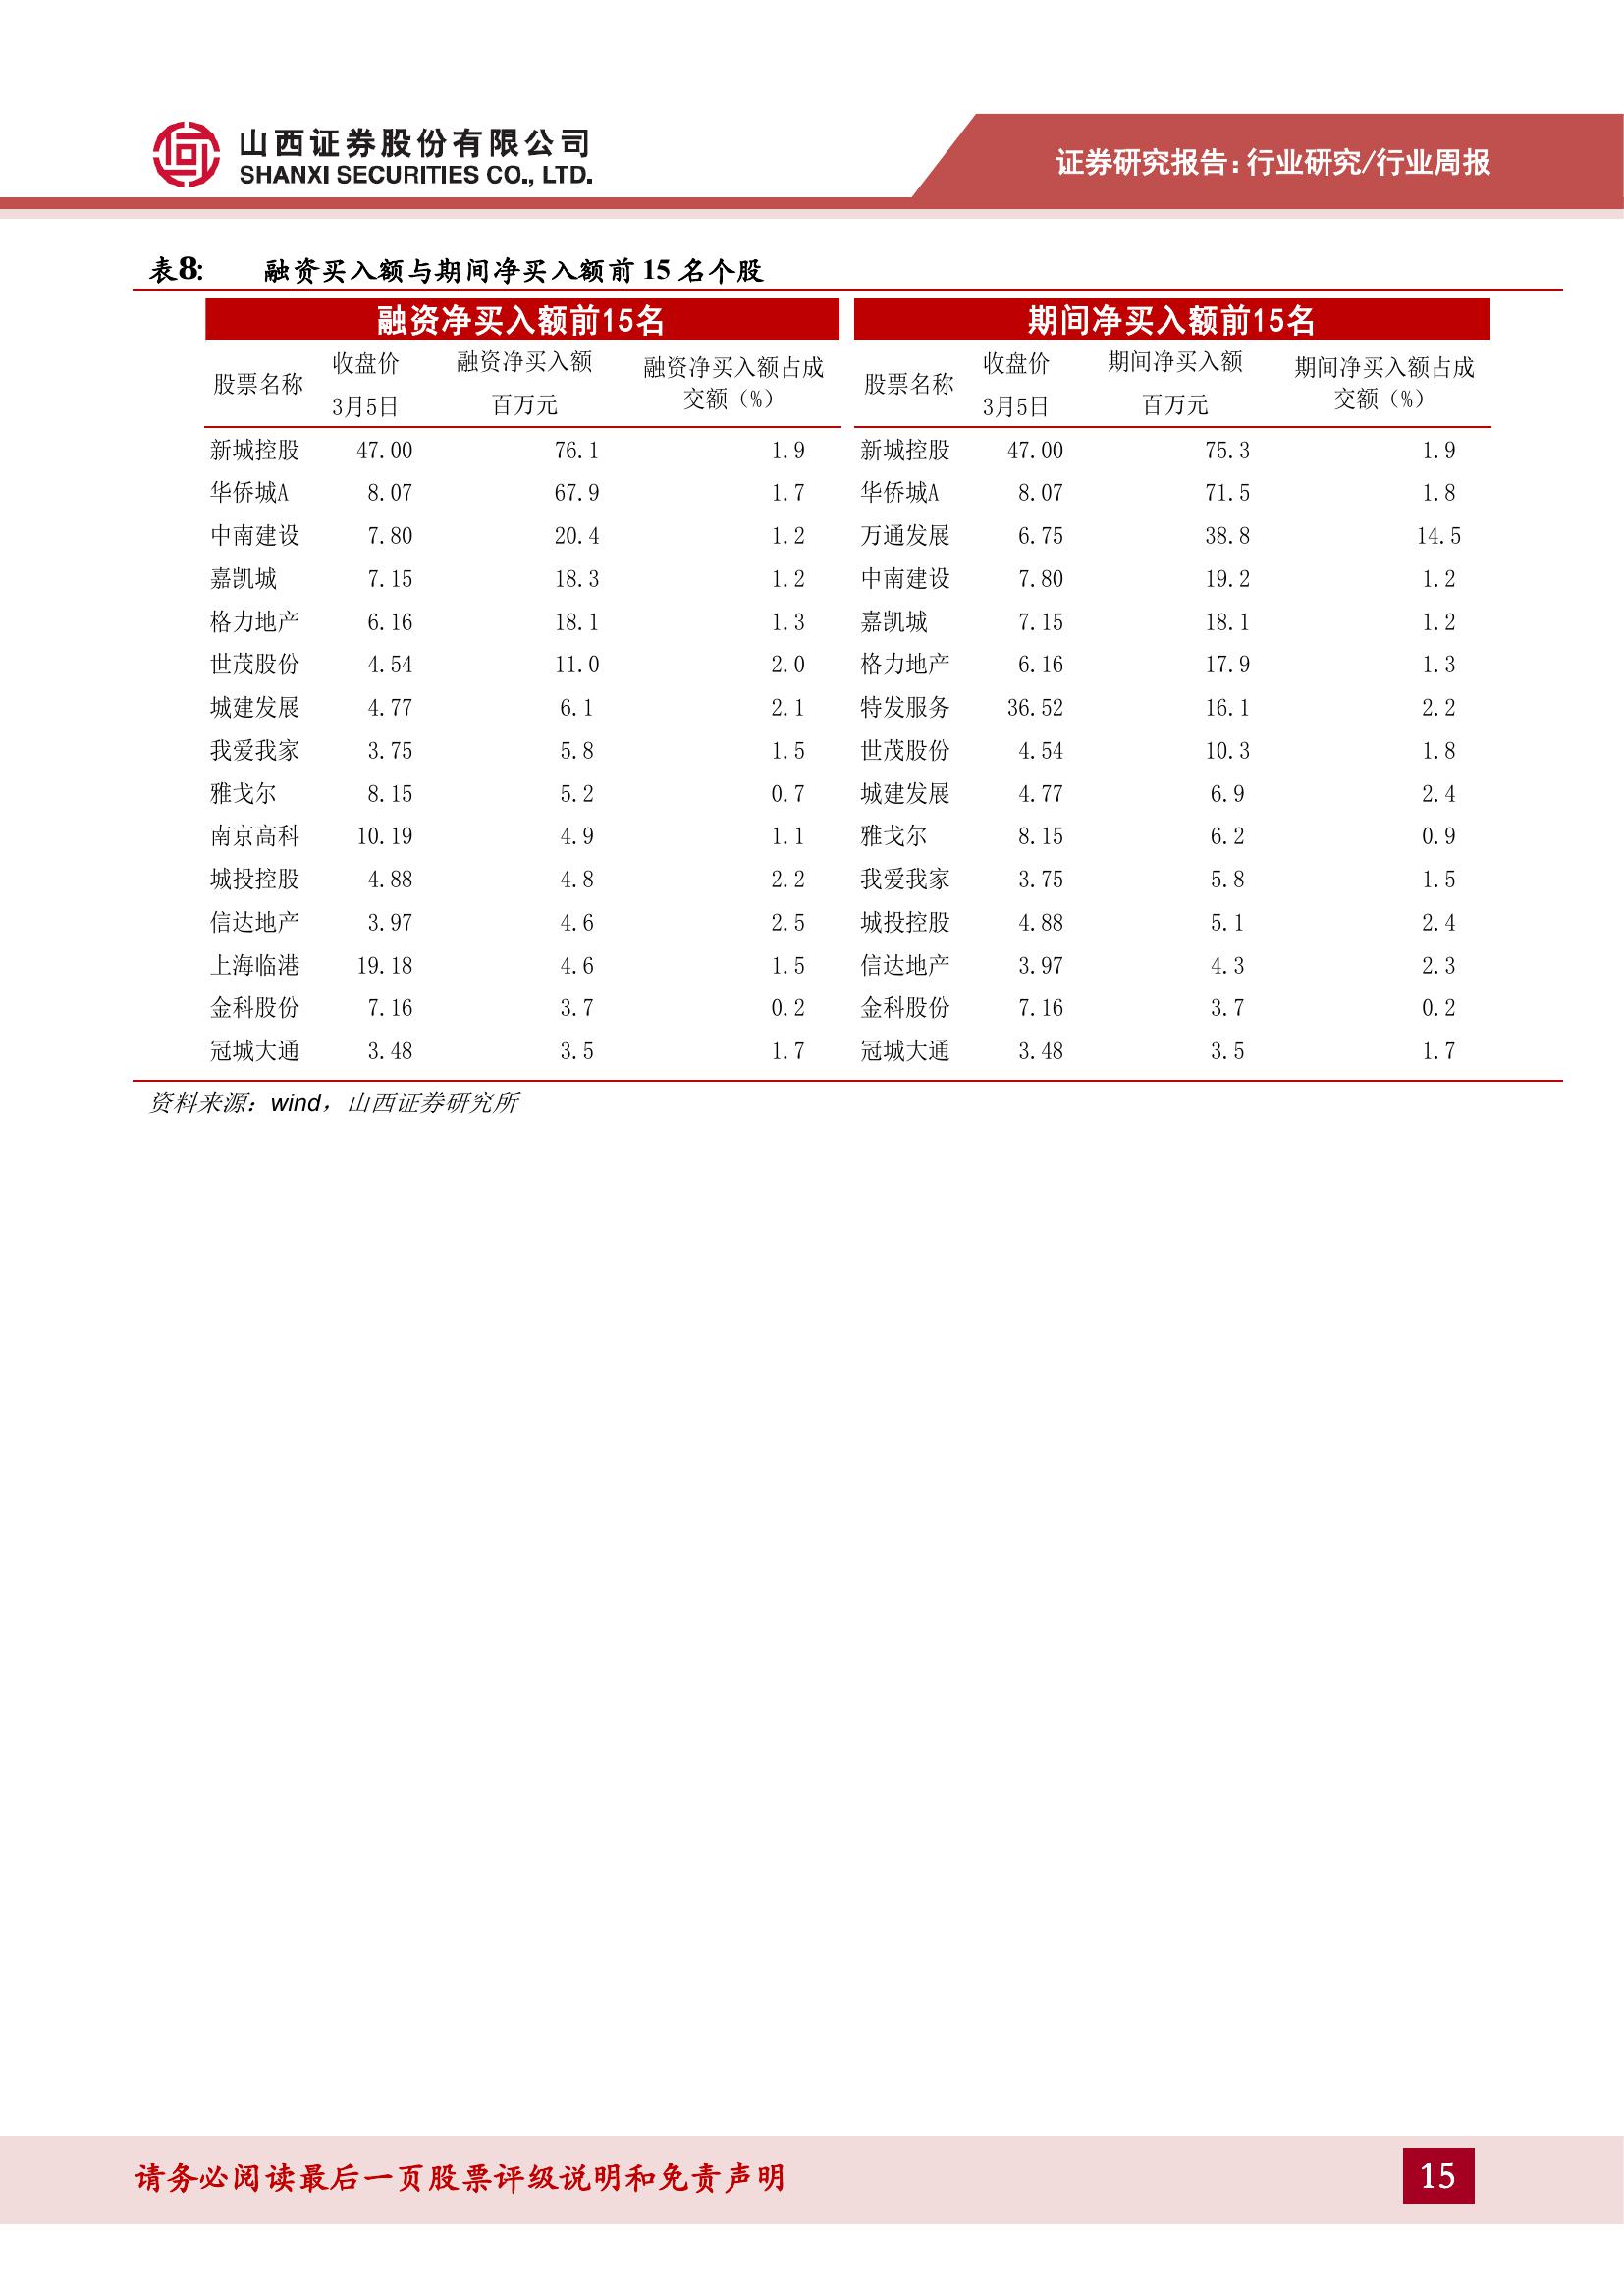 山西证券股份有限公司
SHANXI SECURITIES CO., LTD.
证券研究报告:行业研究/行业周报
表8: 融资买入额与期间净买入额前 15 名个股
融资净买入额前15名 期间净买入额前15名
股票名称 收盘价 融资净买入额 融资净买入额占成 股票名称 收盘价 期间净买入额 期间净买入额占成
3月5日 百万元 交额（%） 3月5日 百万元 交额（%）
新城控股 47.00 76.1 1.9 新城控股 47.00 75.3 1.9
华侨城A 8.07 67.9 1.7 华侨城A 8.07 71.5 1.8
中南建设 7.80 20.4 1.2 万通发展 6.75 38.8 14.5
嘉凯城 7.15 18.3 1.2 中南建设 7.80 19.2 1.2
格力地产 6.16 18.1 1.3 嘉凯城 7.15 18.1 1.2
世茂股份 4.54 11.0 2.0 格力地产 6.16 17.9 1.3
城建发展 4.77 6.1 2.1 特发服务 36.52 16.1 2.2
我爱我家 3.75 5.8 1.5 世茂股份 4.54 10.3 1.8
雅戈尔 8.15 5.2 0.7 城建发展 4.77 6.9 2.4
南京高科 10.19 4.9 1.1 雅戈尔 8.15 6.2 0.9
城投控股 4.88 4.8 2.2 我爱我家 3.75 5.8 1.5
信达地产 3.97 4.6 2.5 城投控股 4.88 5.1 2.4
上海临港 19.18 4.6 1.5 信达地产 3.97 4.3 2.3
金科股份 7.16 3.7 0.2 金科股份 7.16 3.7 0.2
冠城大通 3.48 3.5 1.7 冠城大通 3.48 3.5 1.7
资料来源：wind，山西证券研究所
请务必阅读最后一页股票评级说明和免责声明 15